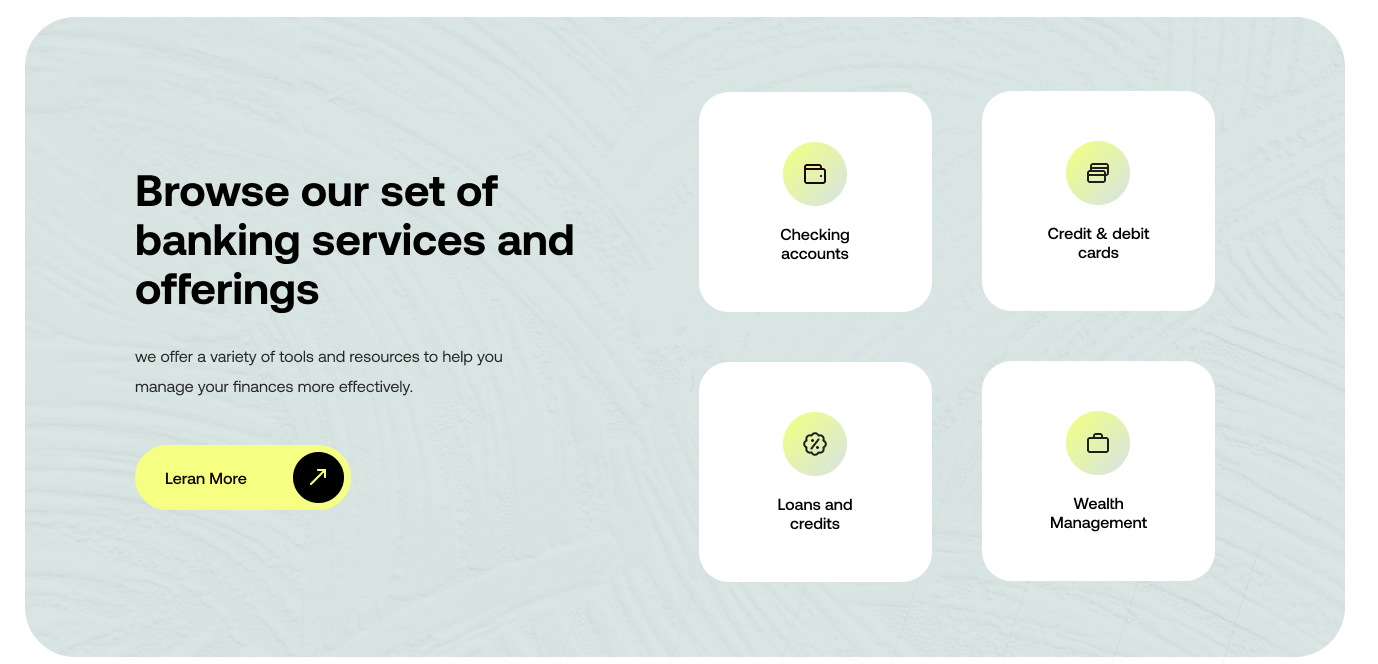 Browse our set of
banking services and
offerings
we offer a variety of tools and resources to help you
manage your finances more effectively.
Leran More
Checking
accounts
Credit & debit
cards
Loans and
credits
Wealth
Management